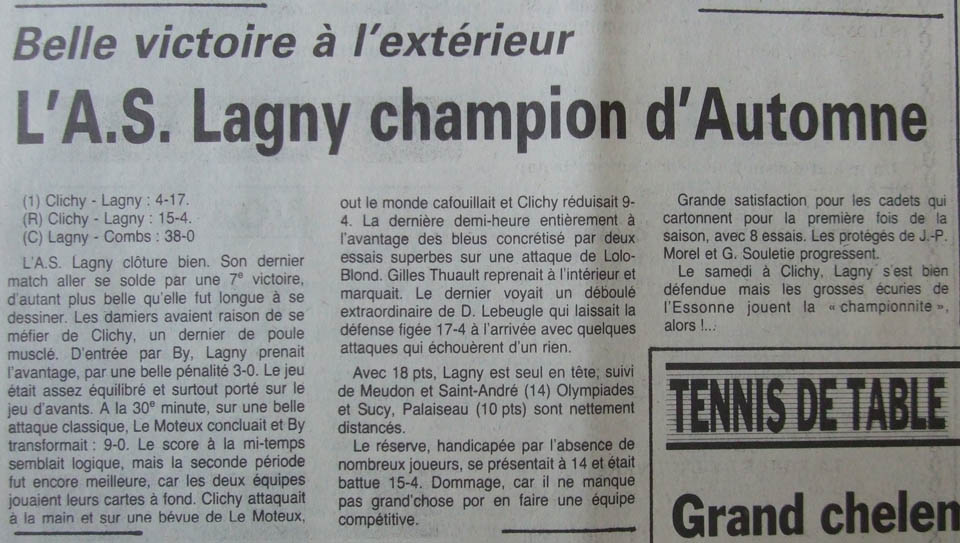 Belle victoire à l'extérieur
L'A.S. Lagny champion d'Automne
(1) Clichy - Lagny : 4-17.
(R) Clichy - Lagny : 15-4.
(C) Lagny - Combs : 38-0
L'A.S. Lagny clôture bien. Son dernier
match aller se solde par une 7e victoire,
d'autant plus belle qu'elle fut longue à se
dessiner. Les damiers avaient raison de se
méfier de Clichy, un dernier de poule
musclé. D'entrée par By, Lagny prenait
l'avantage, par une belle pénalité 3-0. Le jeu
était assez équilibré et surtout porté sur le
jeu d'avants. A la 30e minute, sur une belle
attaque classique, Le Moteux concluait et By
transformait : 9-0. Le score à la mi-temps
semblait logique, mais la seconde période
fut encore meilleure, car les deux équipes
jouaient leurs cartes à fond. Clichy attaquait
à la main et sur une bévue de Le Moteux,
out le monde cafouillait et Clichy réduisait 9-
4. La dernière demi-heure entièrement à
l'avantage des bleus concrétisé par deux
essais superbes sur une attaque de Lolo-
Blond. Gilles Thuault reprenait à l'intérieur et
marquait. Le dernier voyait un déboulé
extraordinaire de D. Lebeugle qui laissait la
défense figée 17-4 à l'arrivée avec quelques
attaques qui échouèrent d'un rien.
Avec 18 pts, Lagny est seul en tête, suivi
de Meudon et Saint-André (14) Olympiades
et Sucy, Palaiseau (10 pts) sont nettement
distancés.
Le réserve, handicapée par l'absence de
nombreux joueurs, se présentait à 14 et était
battue 15-4. Dommage, car il ne manque
pas grand'chose por en faire une équipe
compétitive.
Grande satisfaction pour les cadets qui
cartonnent pour la première fois de la
saison, avec 8 essais. Les protégés de J.-P.
Morel et G. Souletie progressent.
Le samedi à Clichy, Lagny s'est bien
défendue mais les grosses écuries de
l'Essonne jouent la « championnite »,
alors !...
TENNIS DE TABLE
Grand chelen